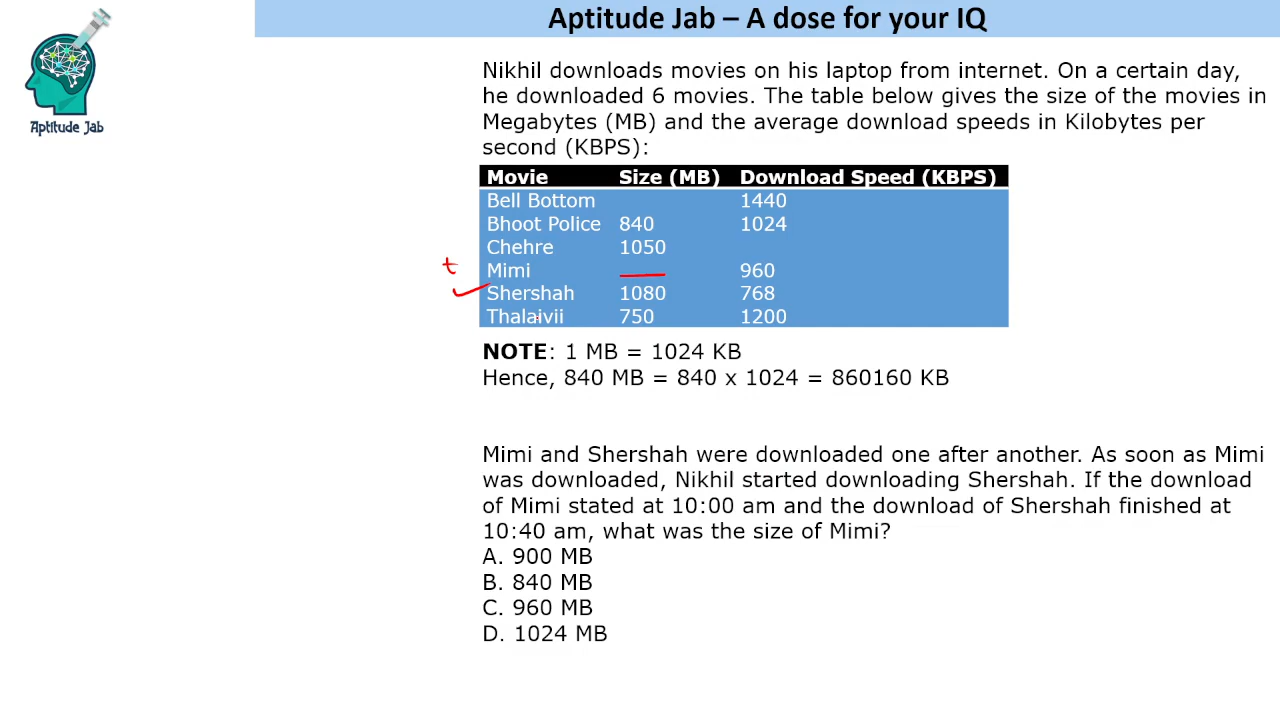 Aptitude Jab – A dose for your IQ
Aptitude Jab
Nikhil downloads movies on his laptop from internet. On a certain day,
he downloaded 6 movies. The table below gives the size of the movies in
Megabytes (MB) and the average download speeds in Kilobytes per
second (KBPS):
Movie Size (MB) Download Speed (KBPS)
Bell Bottom 1440
Bhoot Police 840 1024
Chehre 1050
t
Mimi 960
Shershah 1080 768
Thalaivii 750 1200
NOTE: 1 MB = 1024 KB
Hence, 840 MB = 840 x 1024 = 860160 KB
Mimi and Shershah were downloaded one after another. As soon as Mimi
was downloaded, Nikhil started downloading Shershah. If the download
of Mimi stated at 10:00 am and the download of Shershah finished at
10:40 am, what was the size of Mimi?
A. 900 MB
B. 840 MB
C. 960 MB
D. 1024 MB